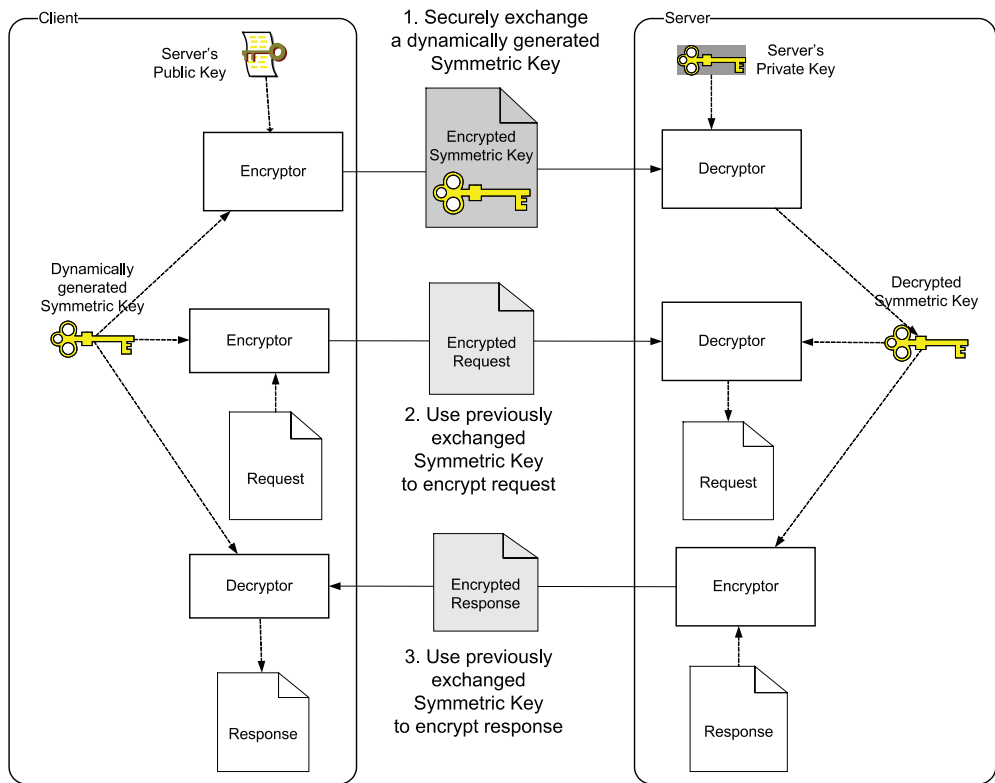 Client
Server
1. Securely exchange
a dynamically generated
Symmetric Key
Server's
Public Key
Server's
Private Key
Encryptor
Encrypted
Symmetric Key
Decryptor
Dynamically
generated
Symmetric Key
Decrypted
Symmetric Key
Encryptor
Encrypted
Request
Decryptor
Request
2. Use previously
exchanged
Symmetric Key
to encrypt request
Request
Decryptor
Encrypted
Response
Encryptor
3. Use previously
exchanged
Symmetric Key
to encrypt response
Response
Response